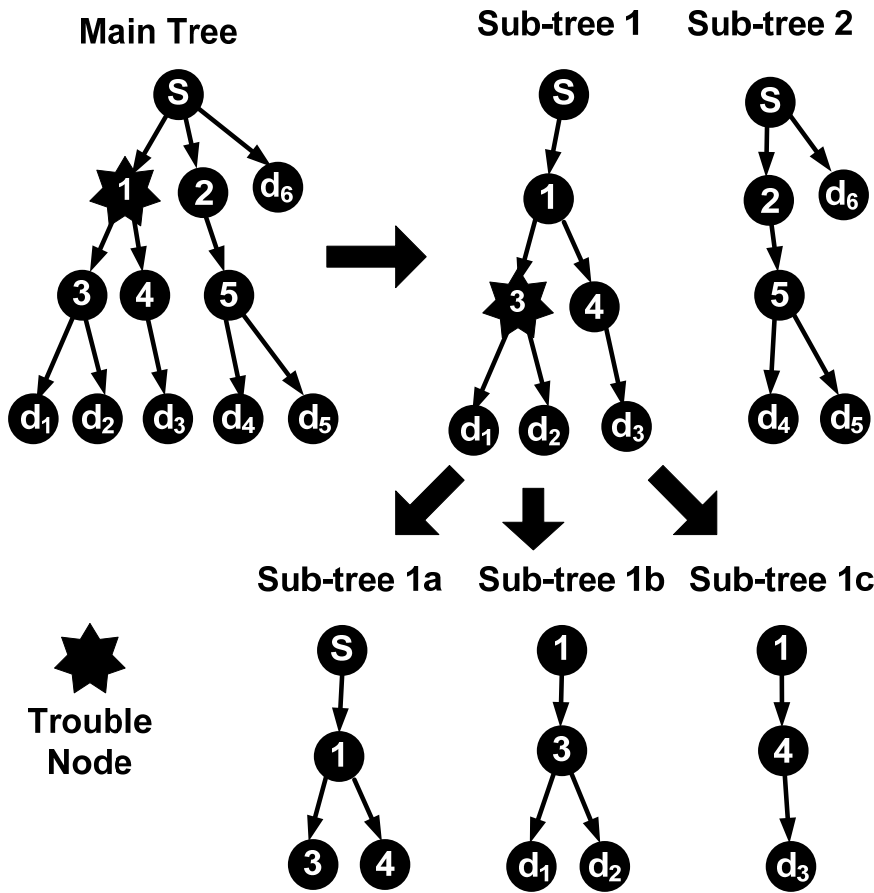 Main Tree
Sub-tree 1
Sub-tree 2
S
1
2
d₆
3
4
5
d₁
d₂
d₃
d₄
d₅
S
1
3
4
d₁
d₂
d₃
S
2
d₆
5
d₄
d₅
Sub-tree 1a
Sub-tree 1b
Sub-tree 1c
Trouble
Node
S
1
3
4
1
3
d₁
d₂
1
4
d₃